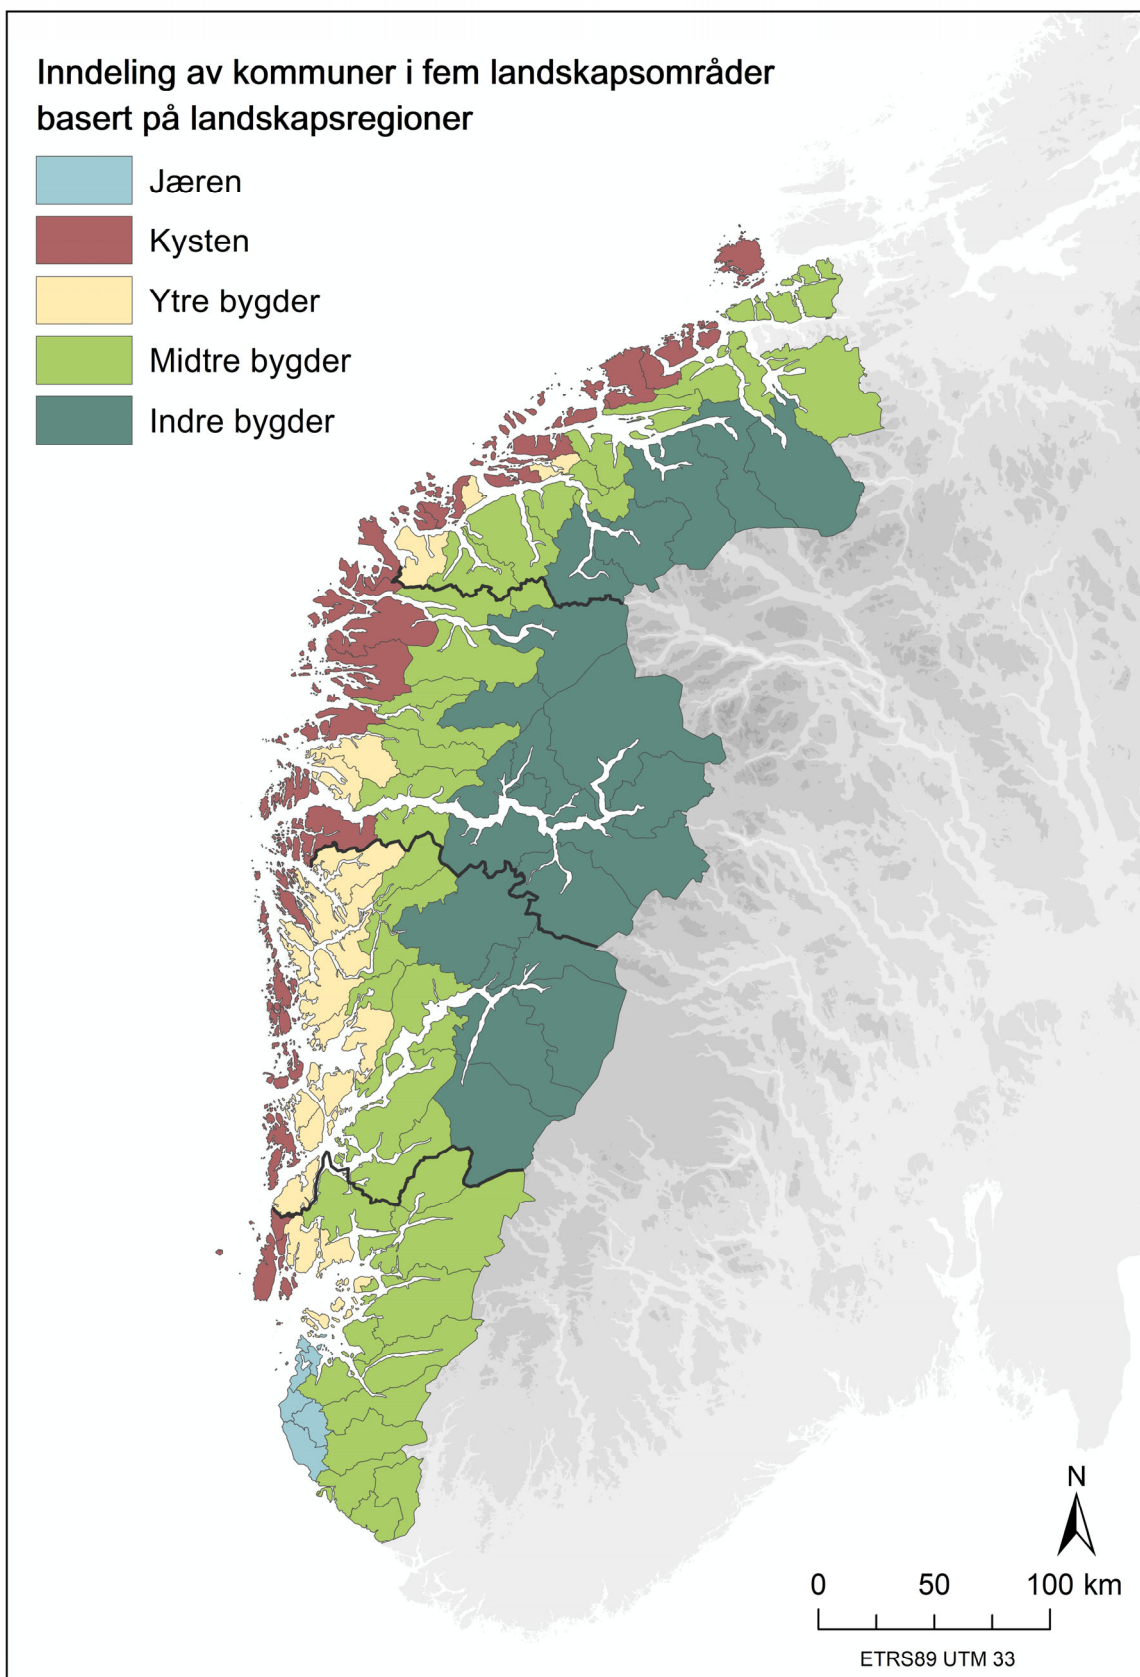 Inndeling av kommuner i fem landskapsområder
basert på landskapsregioner
Jæren
Kysten
Ytre bygder
Midtre bygder
Indre bygder
N
0 50 100 km
ETRS89 UTM 33